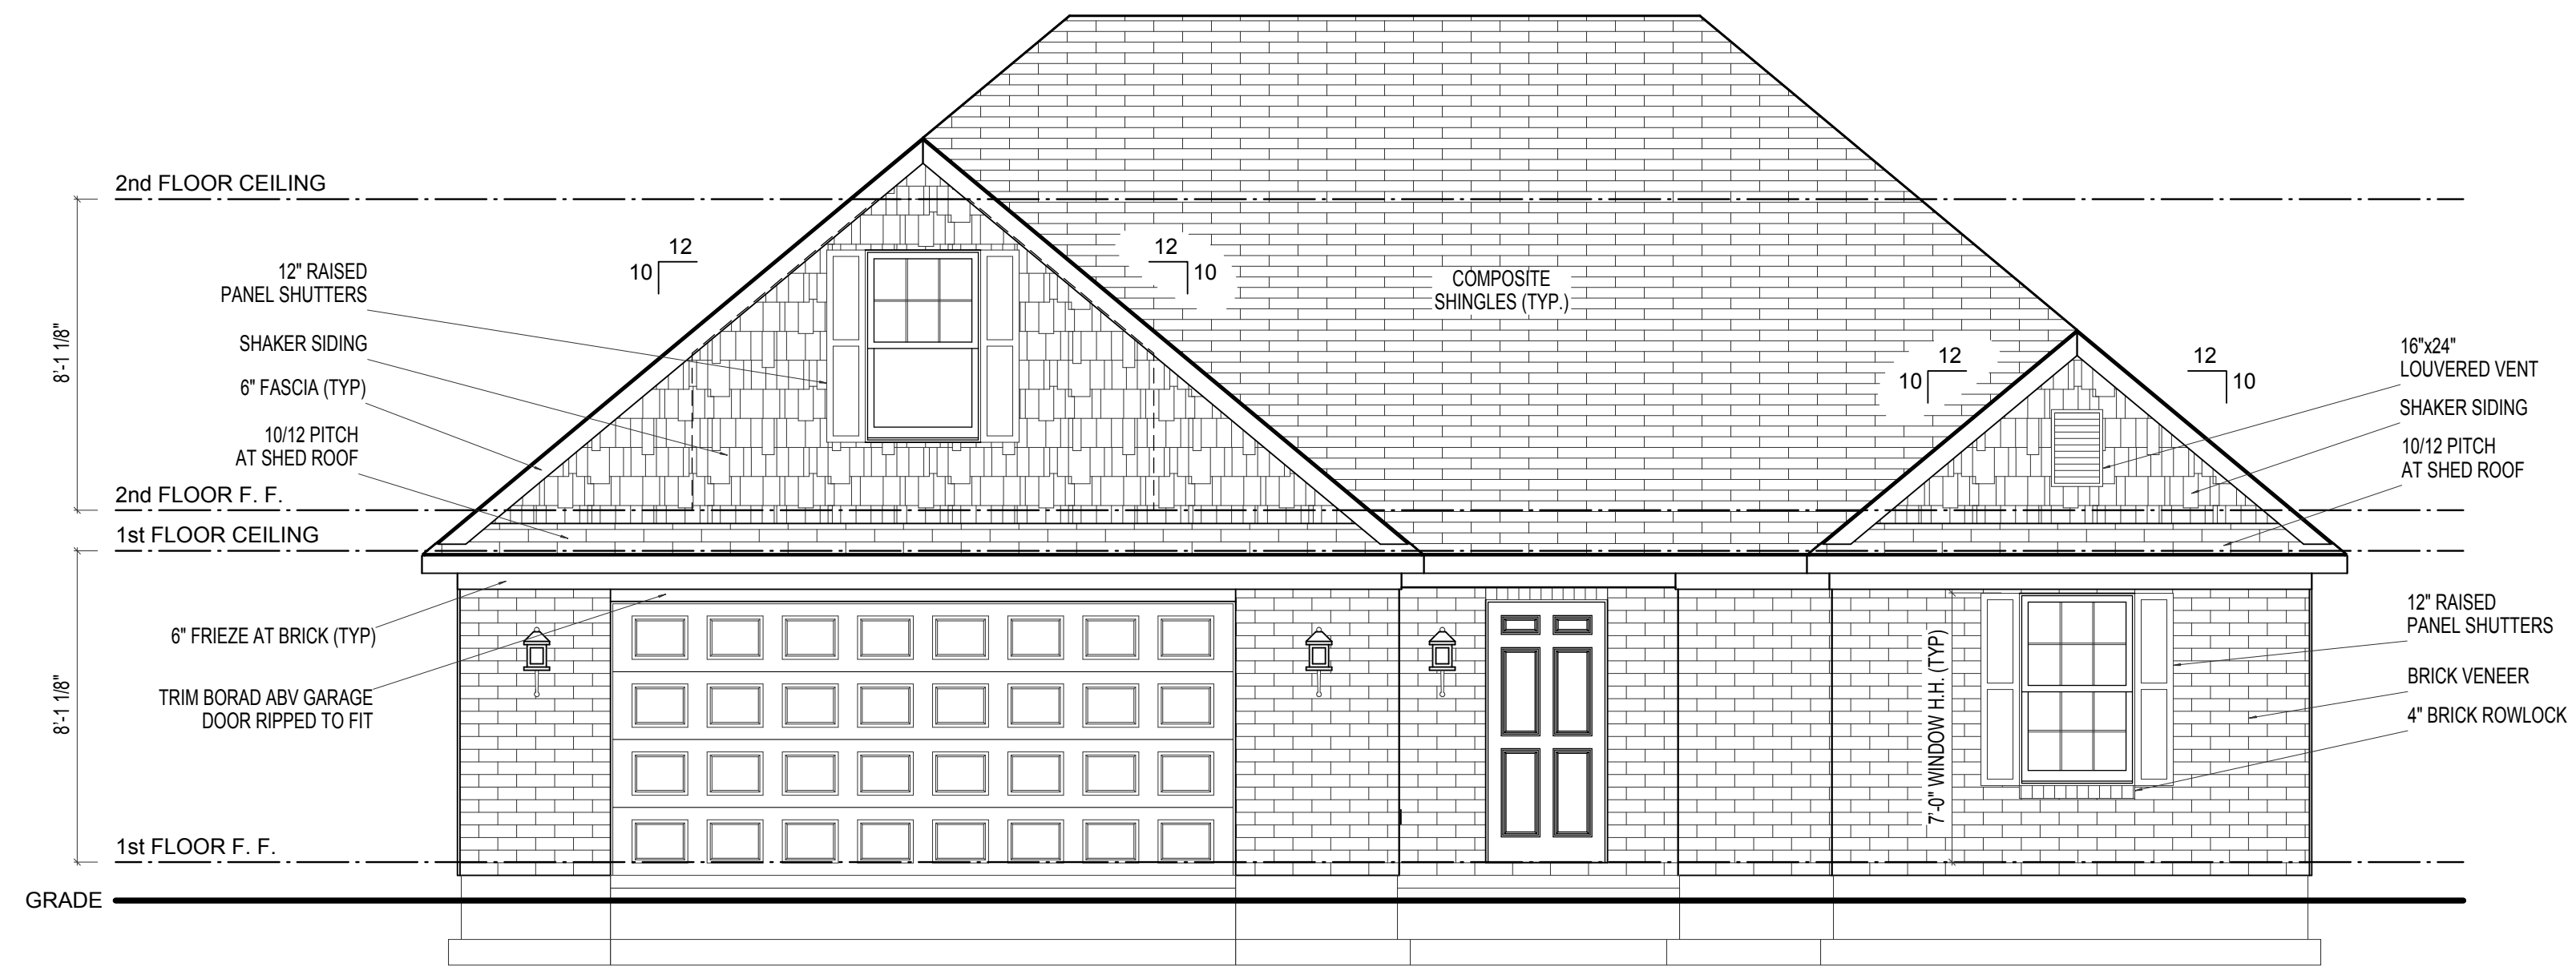 2nd FLOOR CEILING
8'-1 1/8"
12
10
12
10
12" RAISED
PANEL SHUTTERS
COMPOSITE
SHINGLES (TYP.)
SHAKER SIDING
6" FASCIA (TYP)
10/12 PITCH
AT SHED ROOF
12
10
12
10
16"x24"
LOUVERED VENT
SHAKER SIDING
10/12 PITCH
AT SHED ROOF
2nd FLOOR F. F.
1st FLOOR CEILING
8'-1 1/8"
6" FRIEZE AT BRICK (TYP)
TRIM BORAD ABV GARAGE
DOOR RIPPED TO FIT
7'-0" WINDOW H.H. (TYP)
12" RAISED
PANEL SHUTTERS
BRICK VENEER
4" BRICK ROWLOCK
1st FLOOR F. F.
GRADE